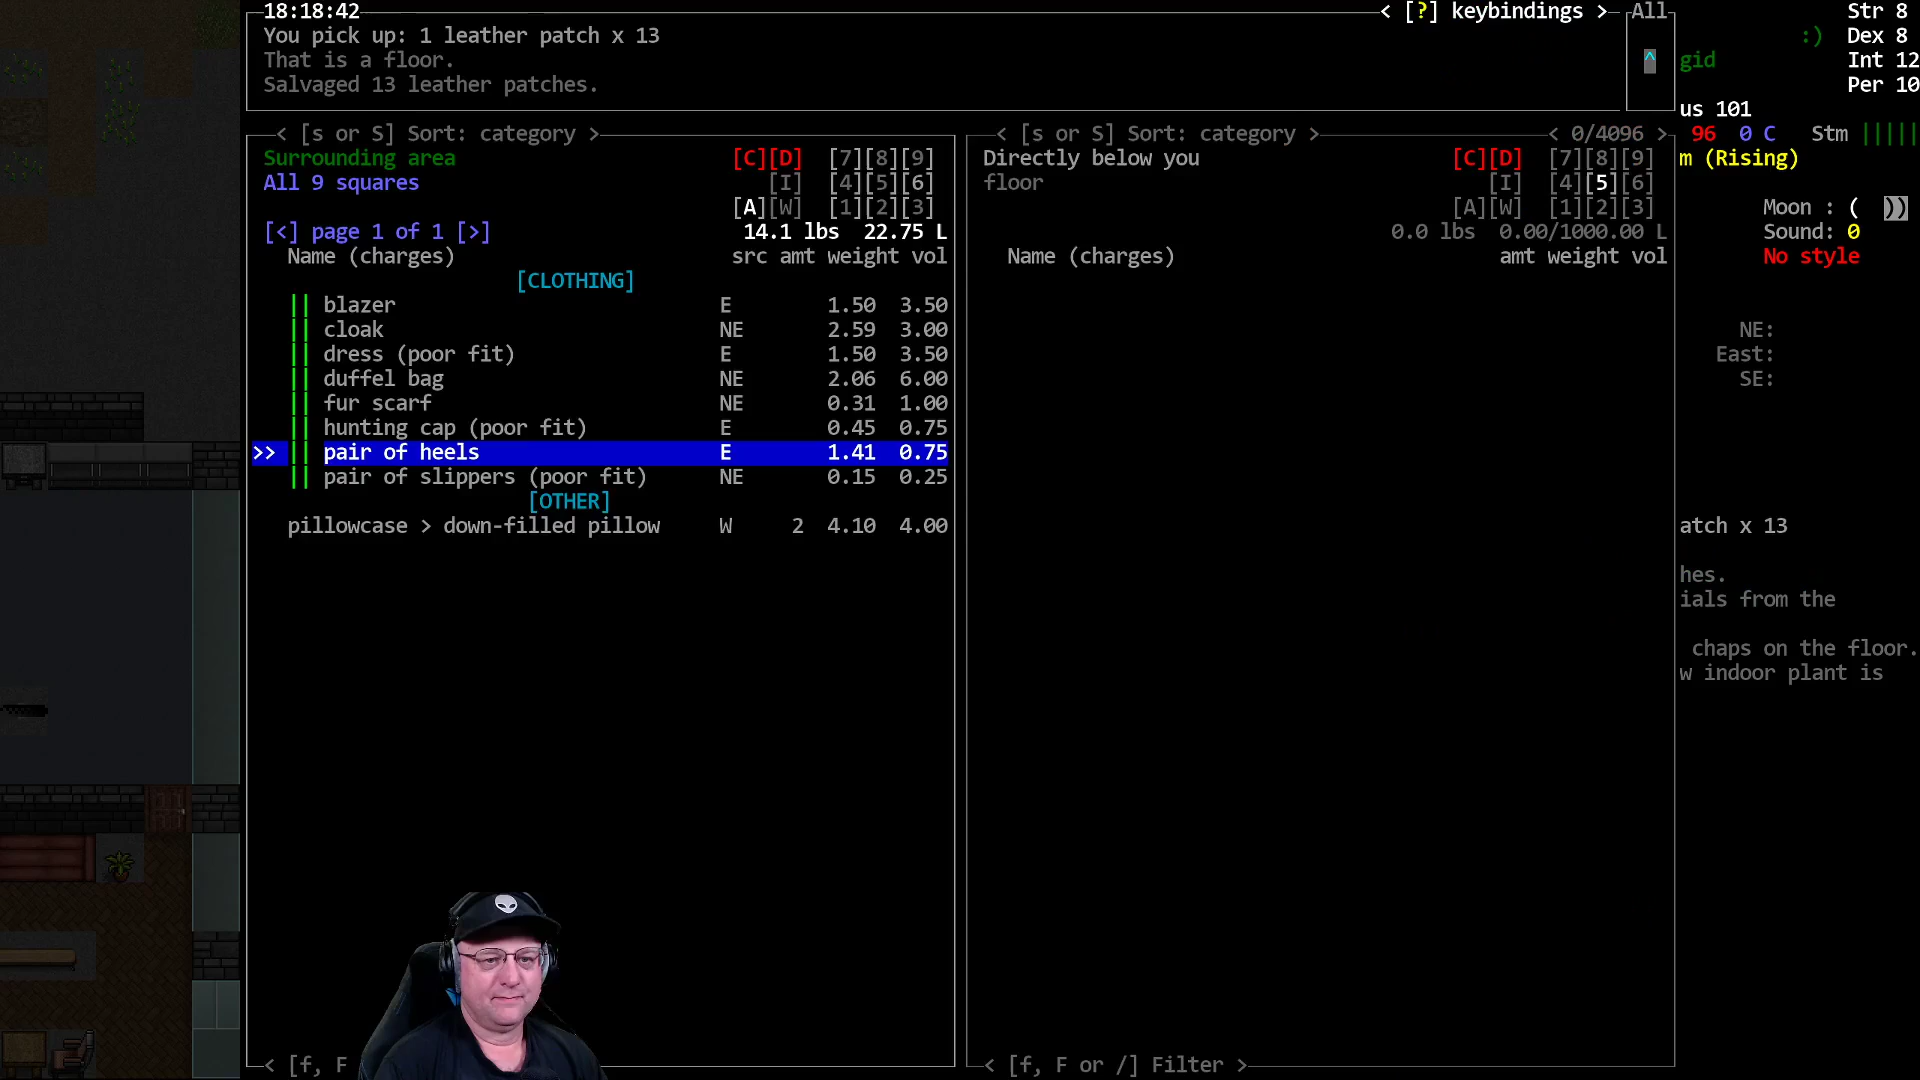 18:18:42
< [?] keybindings >
All
You pick up: 1 leather patch x 13
That is a floor.
Salvaged 13 leather patches.
^
< [s or S] Sort: category >
Surrounding area [C][D] [7][8][9]
All 9 squares [I] [4][5][6]
[A][W] [1][2][3]
[<] page 1 of 1 [>] 14.1 lbs 22.75 L
Name (charges) src amt weight vol
[CLOTHING]
|| blazer E 1.50 3.50
|| cloak NE 2.59 3.00
|| dress (poor fit) E 1.50 3.50
|| duffel bag NE 2.06 6.00
|| fur scarf NE 0.31 1.00
|| hunting cap (poor fit) E 0.45 0.75
>> || pair of heels E 1.41 0.75
|| pair of slippers (poor fit) NE 0.15 0.25
[OTHER]
pillowcase > down-filled pillow W 2 4.10 4.00
< [f, F
< [s or S] Sort: category > < 0/4096 >
Directly below you [C][D] [7][8][9]
floor [I] [4][5][6]
[A][W] [1][2][3]
0.0 lbs 0.00/1000.00 L
Name (charges) amt weight vol
< [f, F or /] Filter >
Str 8
:) Dex 8
gid Int 12
Per 10
us 101
96 0 C Stm |||||
m (Rising)
Moon : ( ))
Sound: 0
No style
NE:
East:
SE:
atch x 13
hes.
ials from the
chaps on the floor.
w indoor plant is